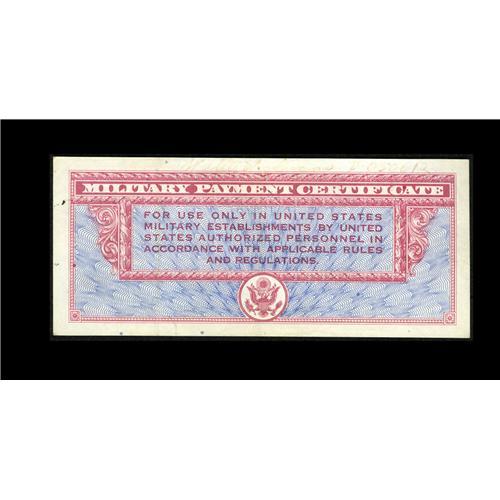 MILITARY PAYMENT CERTIFICATE
FOR USE ONLY IN UNITED STATES
MILITARY ESTABLISHMENTS BY UNITED
STATES AUTHORIZED PERSONNEL IN
ACCORDANCE WITH APPLICABLE RULES
AND REGULATIONS.